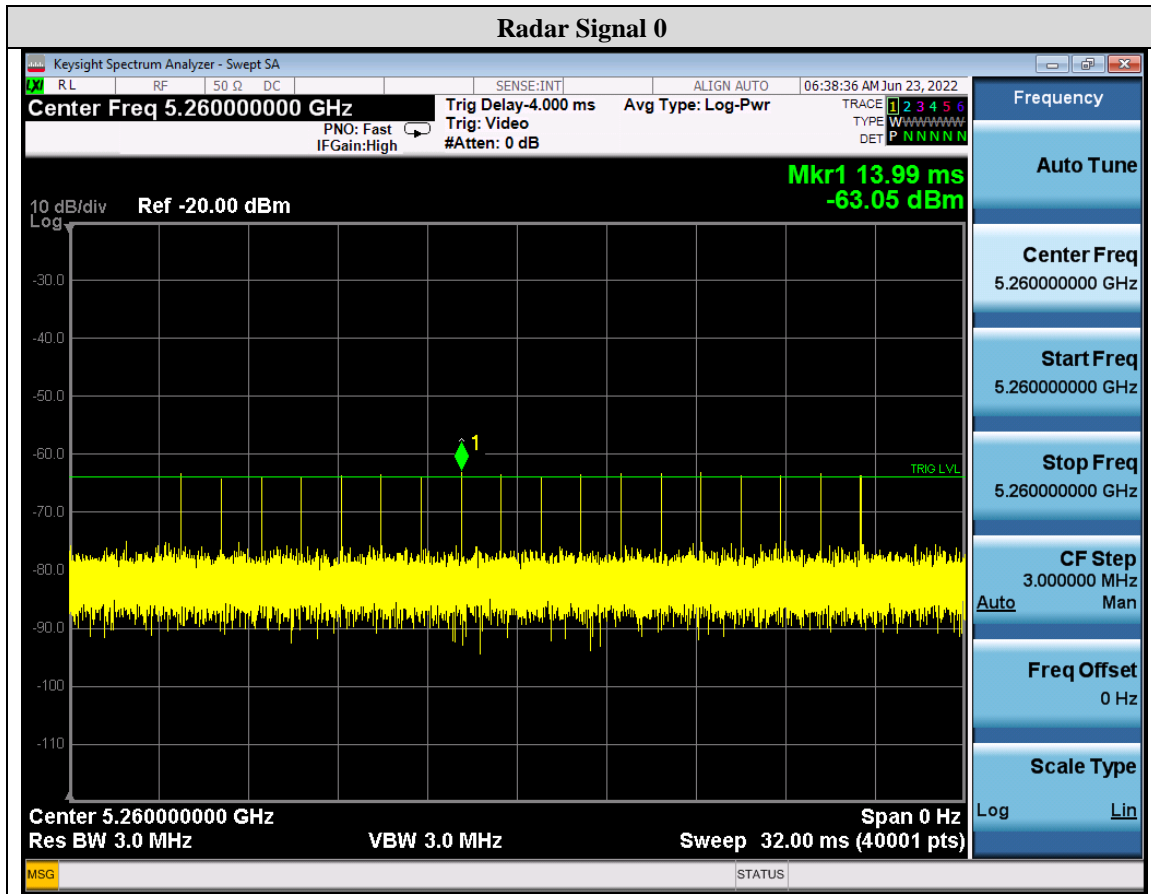 Radar Signal 0
Keysight Spectrum Analyzer - Swept SA
LXI RL RF 50 Ω DC SENSE:INT ALIGN AUTO 06:38:36 AM Jun 23, 2022
Center Freq 5.260000000 GHz
PNO: Fast
IFGain:High
Trig Delay-4.000 ms
Trig: Video
#Atten: 0 dB
Avg Type: Log-Pwr
TRACE 1 2 3 4 5 6
TYPE WWWWWW
DET P N N N N N
Mkr1 13.99 ms
-63.05 dBm
10 dB/div Ref -20.00 dBm
Log
-30.0
-40.0
-50.0
-60.0
-70.0
-80.0
-90.0
-100
-110
1
TRIG LVL
Center 5.260000000 GHz Span 0 Hz
Res BW 3.0 MHz VBW 3.0 MHz Sweep 32.00 ms (40001 pts)
MSG STATUS
Frequency
Auto Tune
Center Freq
5.260000000 GHz
Start Freq
5.260000000 GHz
Stop Freq
5.260000000 GHz
CF Step
3.000000 MHz
Auto Man
Freq Offset
0 Hz
Scale Type
Log Lin